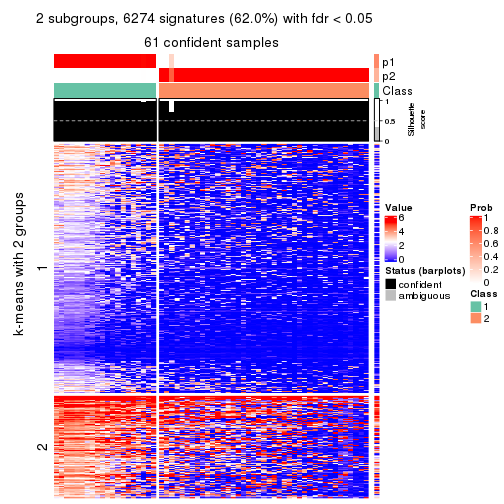 2 subgroups, 6274 signatures (62.0%) with fdr < 0.05
61 confident samples
p1
p2
Class
1
0.5
0
Silhouette
score
k-means with 2 groups
1
2
Value
6
4
2
0
Status (barplots)
confident
ambiguous
Prob
1
0.8
0.6
0.4
0.2
0
Class
1
2